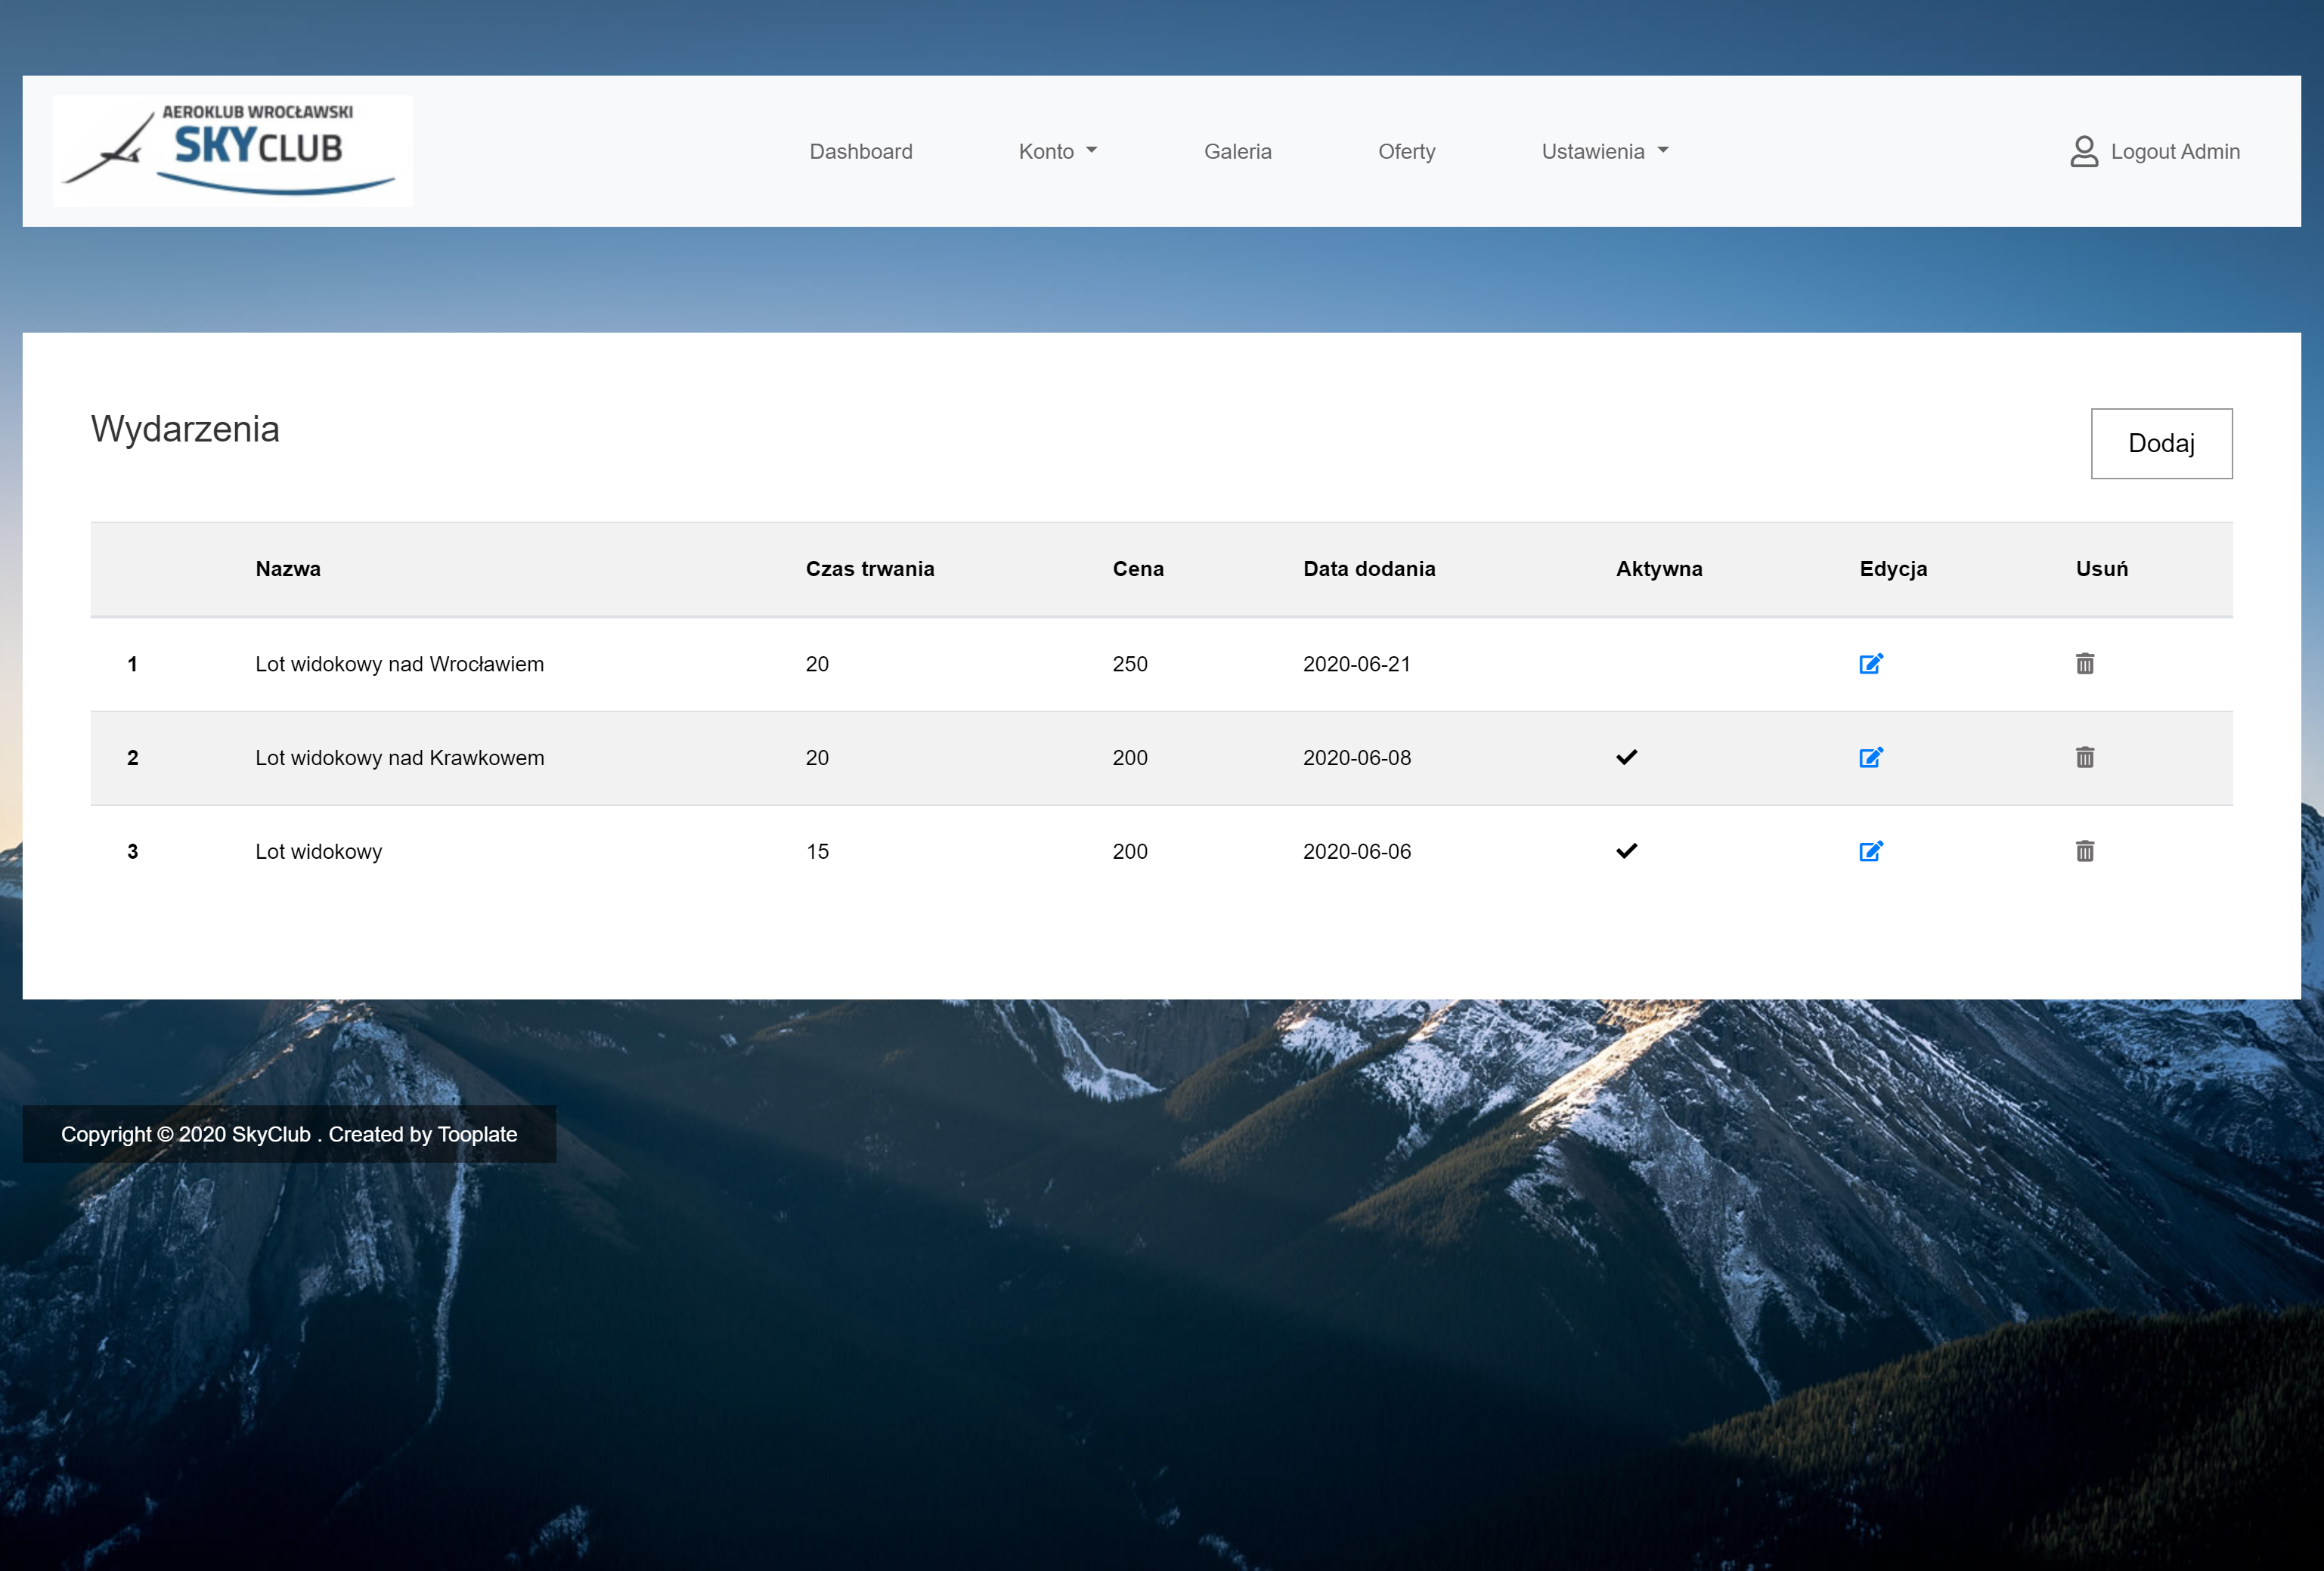 AEROKLUB WROCŁAWSKI
SKYCLUB
Dashboard Konto Galeria Oferty Ustawienia Logout Admin
Wydarzenia
Dodaj
Nazwa Czas trwania Cena Data dodania Aktywna Edycja Usuń
1 Lot widokowy nad Wrocławiem 20 250 2020-06-21
2 Lot widokowy nad Krawkowem 20 200 2020-06-08
3 Lot widokowy 15 200 2020-06-06
Copyright © 2020 SkyClub . Created by Tooplate